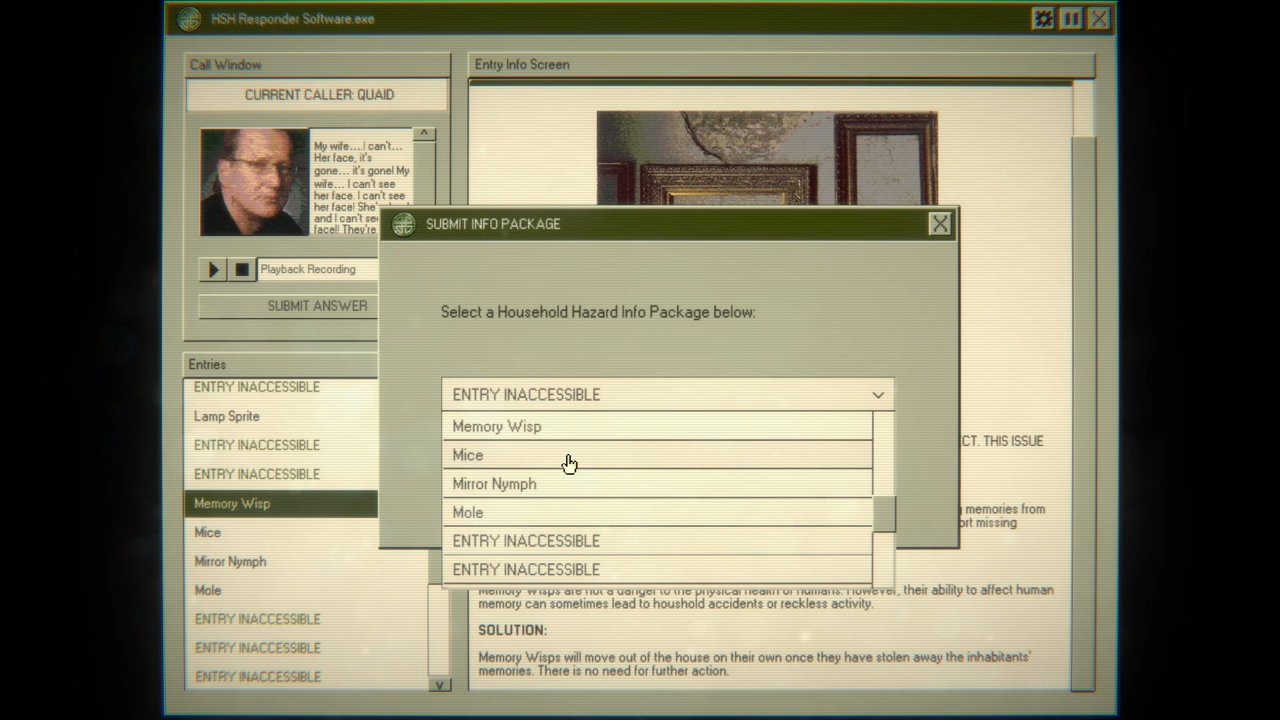 HSH Responder Software.exe
Call Window
CURRENT CALLER: QUAID
My wife....I can't...
Her face, it's
gone... it's gone! My
wife... I can't see
her face. I can't see
her face! She's
and I can't see
face!! They're
Playback Recording
SUBMIT ANSWER
Entries
ENTRY INACCESSIBLE
Lamp Sprite
ENTRY INACCESSIBLE
ENTRY INACCESSIBLE
Memory Wisp
Mice
Mirror Nymph
Mole
ENTRY INACCESSIBLE
ENTRY INACCESSIBLE
ENTRY INACCESSIBLE
Entry Info Screen
SUBMIT INFO PACKAGE
Select a Household Hazard Info Package below:
ENTRY INACCESSIBLE
Memory Wisp
Mice
Mirror Nymph
Mole
ENTRY INACCESSIBLE
ENTRY INACCESSIBLE
CT. THIS ISSUE
memories from
ort missing
Memory Wisps are not a danger to the physical health of humans. However, their ability to affect human
memory can sometimes lead to houshold accidents or reckless activity.
SOLUTION:
Memory Wisps will move out of the house on their own once they have stolen away the inhabitants'
memories. There is no need for further action.